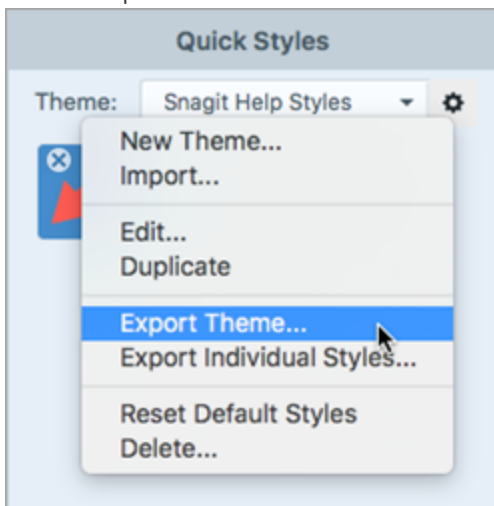 Quick Styles
Theme: Snagit Help Styles
New Theme...
Import...
Edit...
Duplicate
Export Theme...
Export Individual Styles...
Reset Default Styles
Delete...